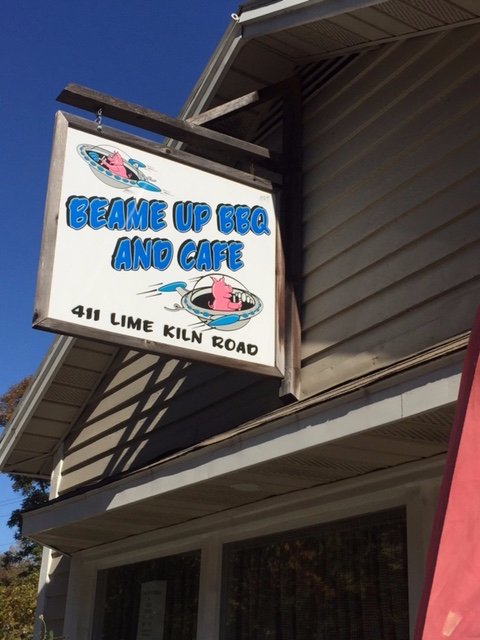 BEAME UP BBQ
AND CAFE
411 LIME KILN ROAD